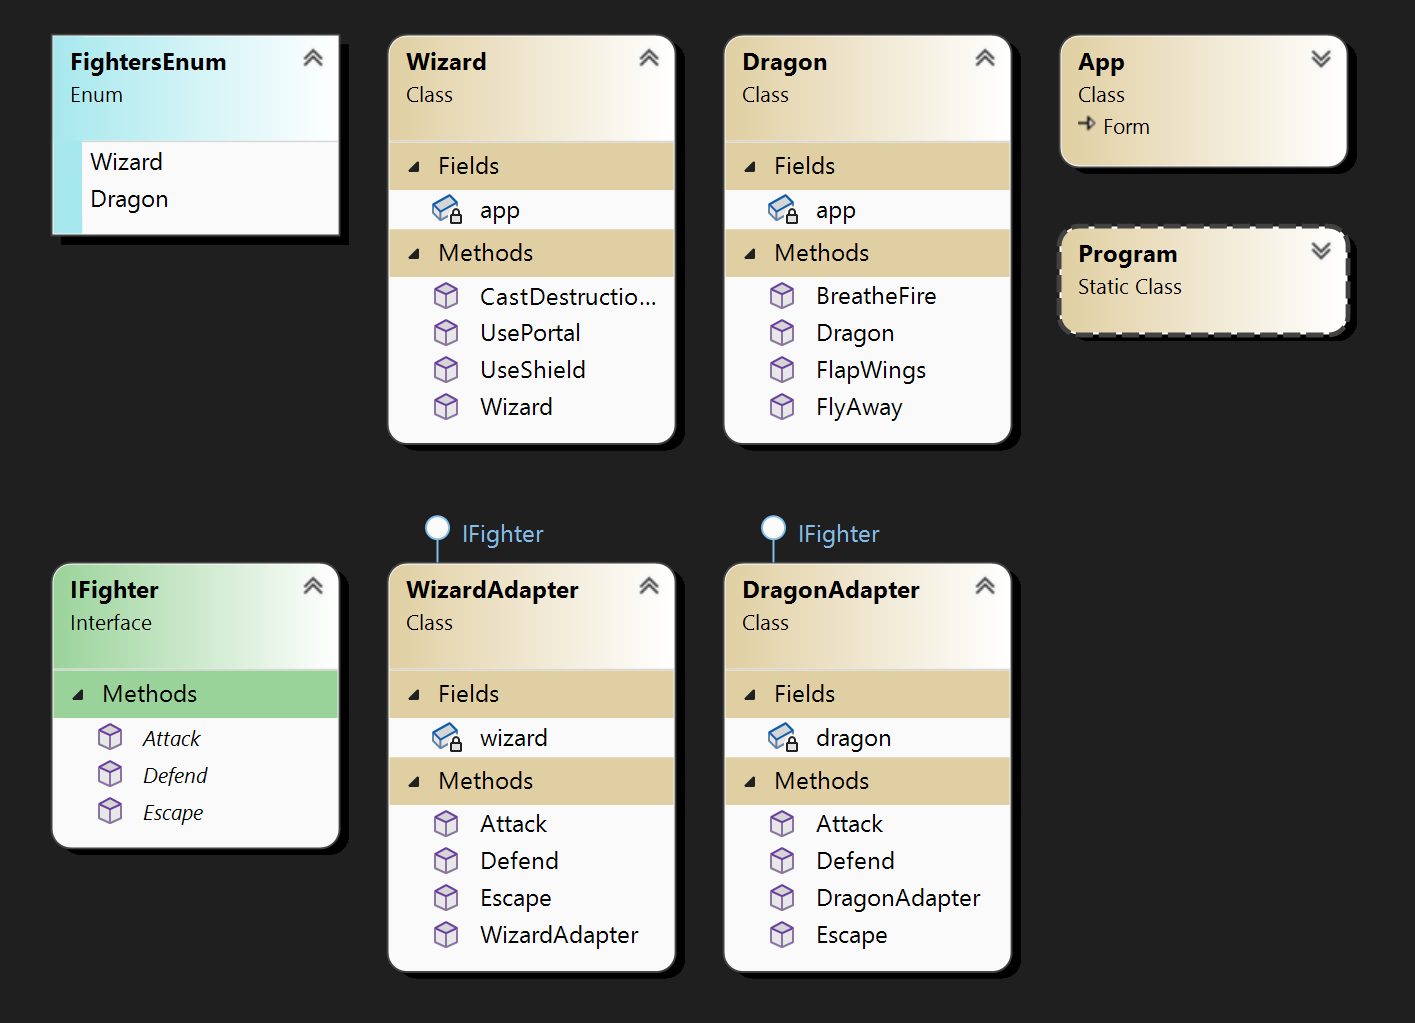 FightersEnum
Enum
Wizard
Dragon
Wizard
Class
Fields
app
Methods
CastDestructio...
UsePortal
UseShield
Wizard
Dragon
Class
Fields
app
Methods
BreatheFire
Dragon
FlapWings
FlyAway
App
Class
Form
Program
Static Class
IFighter
Interface
Methods
Attack
Defend
Escape
IFighter
WizardAdapter
Class
Fields
wizard
Methods
Attack
Defend
Escape
WizardAdapter
IFighter
DragonAdapter
Class
Fields
dragon
Methods
Attack
Defend
DragonAdapter
Escape